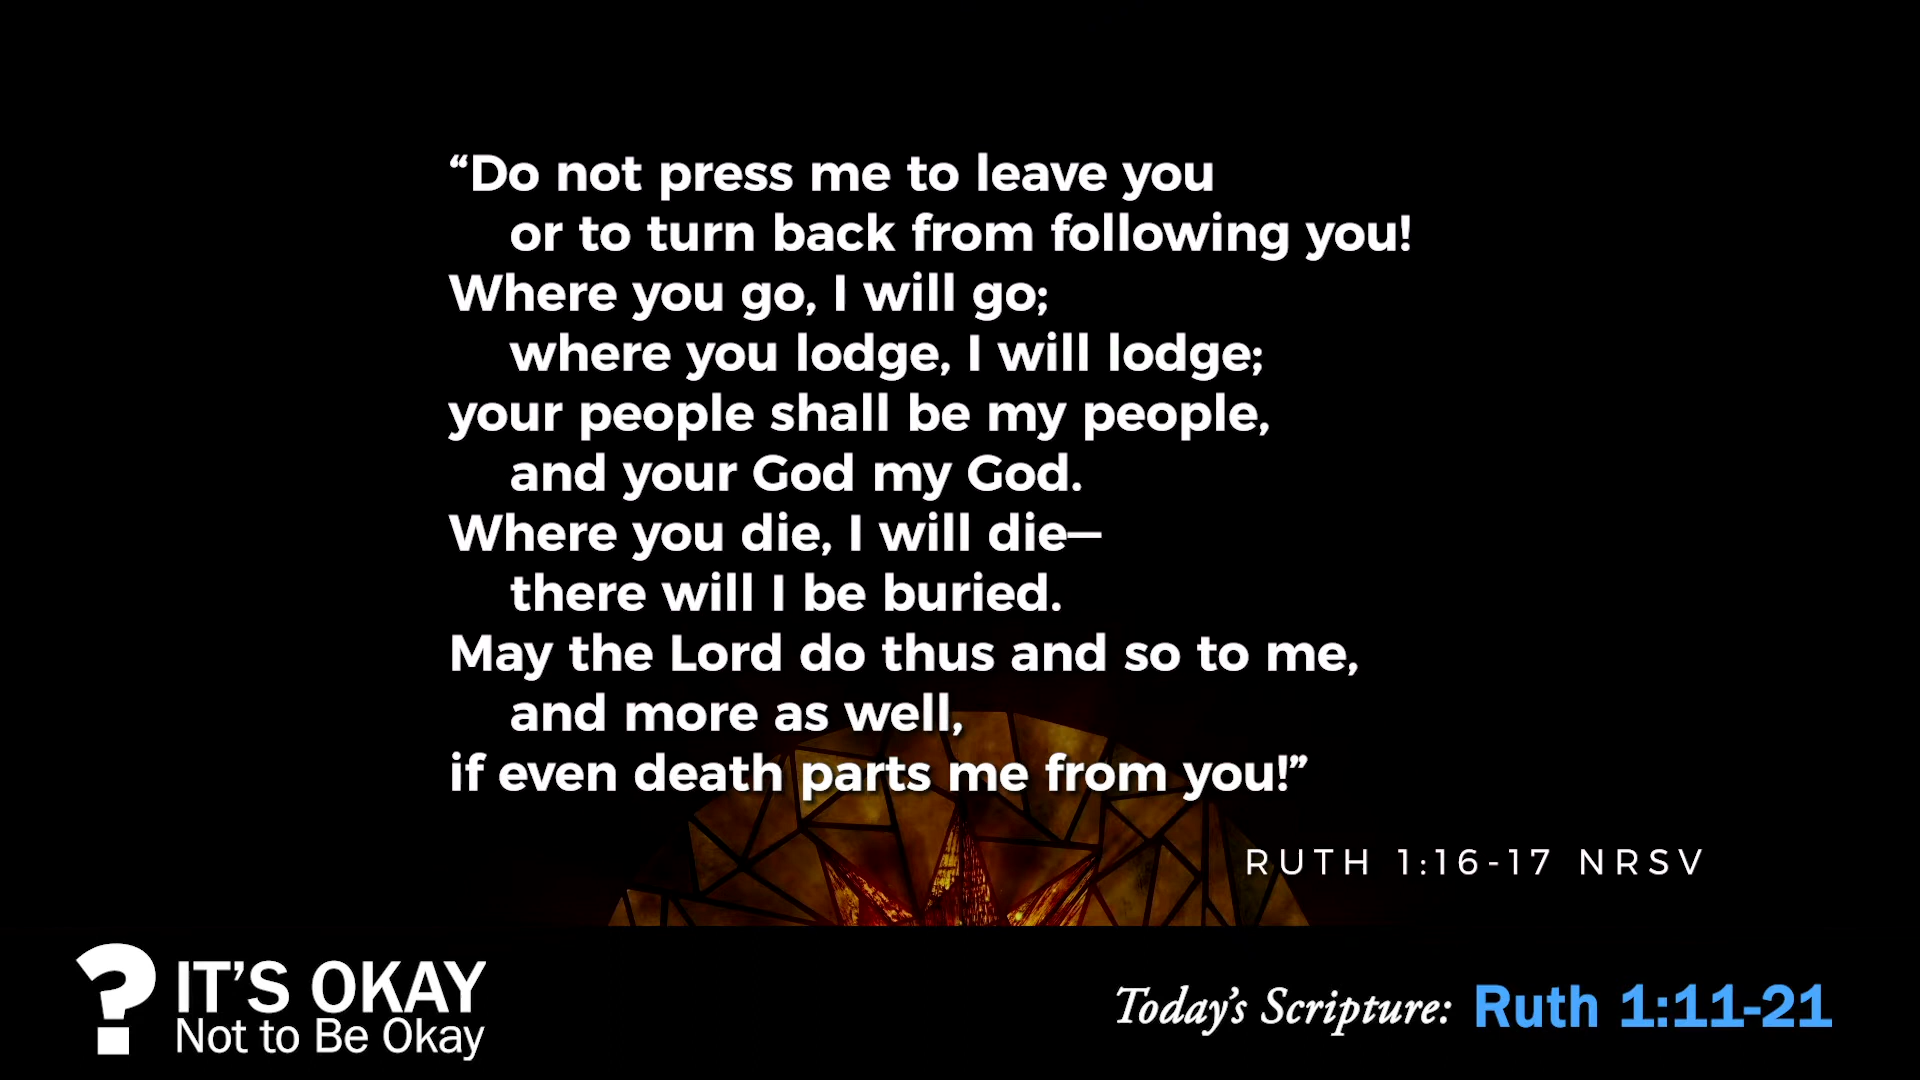 “Do not press me to leave you
or to turn back from following you!
Where you go, I will go;
where you lodge, I will lodge;
your people shall be my people,
and your God my God.
Where you die, I will die—
there will I be buried.
May the Lord do thus and so to me,
and more as well,
if even death parts me from you!”
RUTH 1:16-17 NRSV
? IT’S OKAY
Not to Be Okay
Today’s Scripture: Ruth 1:11-21